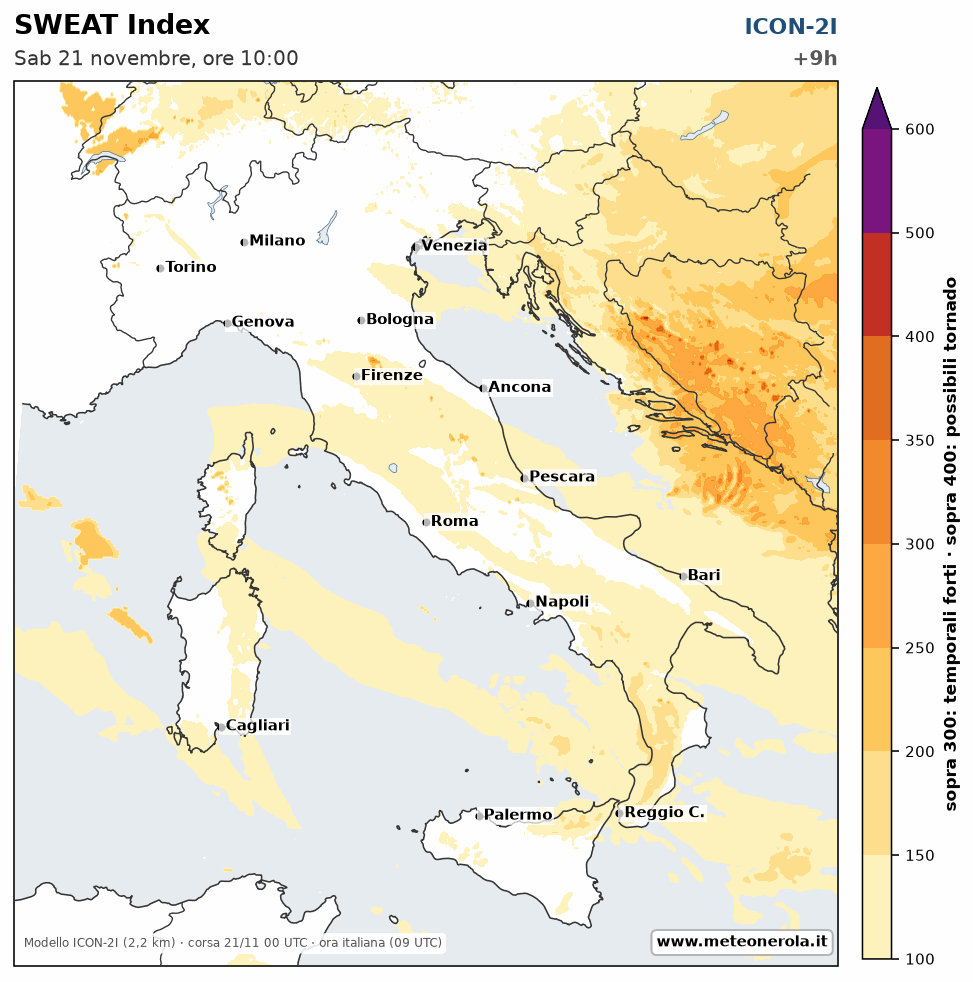 SWEAT Index
ICON-2I
Sab 21 novembre, ore 10:00
+9h
600
500
400
350
300
250
200
150
100
sopra 300: temporali forti · sopra 400: possibili tornado
Milano
Venezia
Torino
Genova
Bologna
Firenze
Ancona
Pescara
Roma
Bari
Napoli
Cagliari
Palermo
Reggio C.
Modello ICON-2I (2,2 km) · corsa 21/11 00 UTC · ora italiana (09 UTC)
www.meteonerola.it